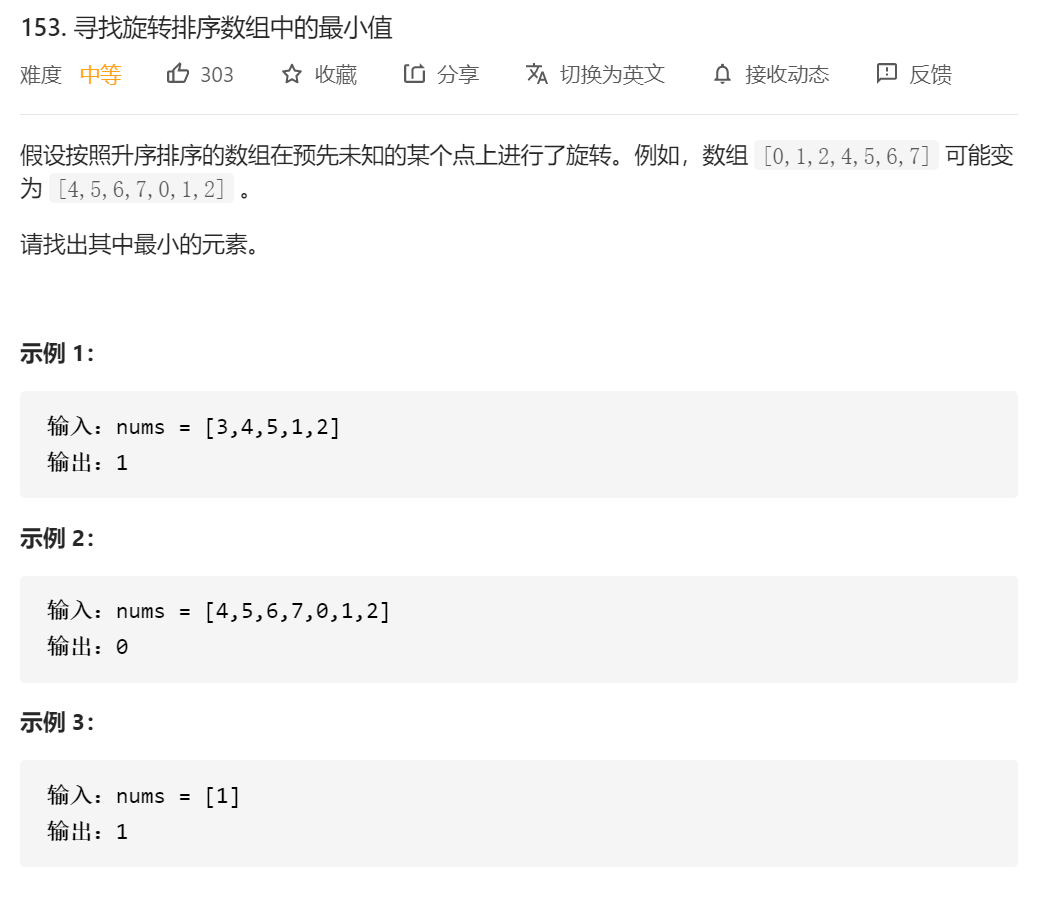 153. 寻找旋转排序数组中的最小值
难度 中等 303 收藏 分享 切换为英文 接收动态 反馈
假设按照升序排序的数组在预先未知的某个点上进行了旋转。例如，数组 [0,1,2,4,5,6,7] 可能变
为 [4,5,6,7,0,1,2] 。
请找出其中最小的元素。
示例 1：
输入：nums = [3,4,5,1,2]
输出：1
示例 2：
输入：nums = [4,5,6,7,0,1,2]
输出：0
示例 3：
输入：nums = [1]
输出：1